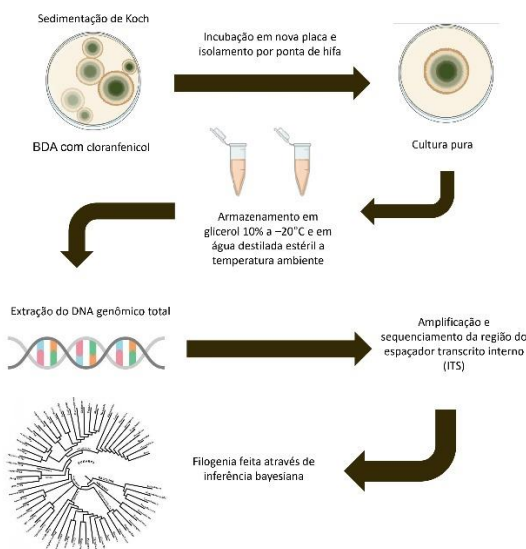 Sedimentação de Koch
Incubação em nova placa e
isolamento por ponta de hifa
BDA com cloranfenicol
Cultura pura
Armazenamento em
glicerol 10% a –20°C e em
água destilada estéril a
temperatura ambiente
Extração do DNA genômico total
Amplificação e
sequenciamento da região do
espaçador transcrito interno
(ITS)
Filogenia feita através de
inferência bayesiana